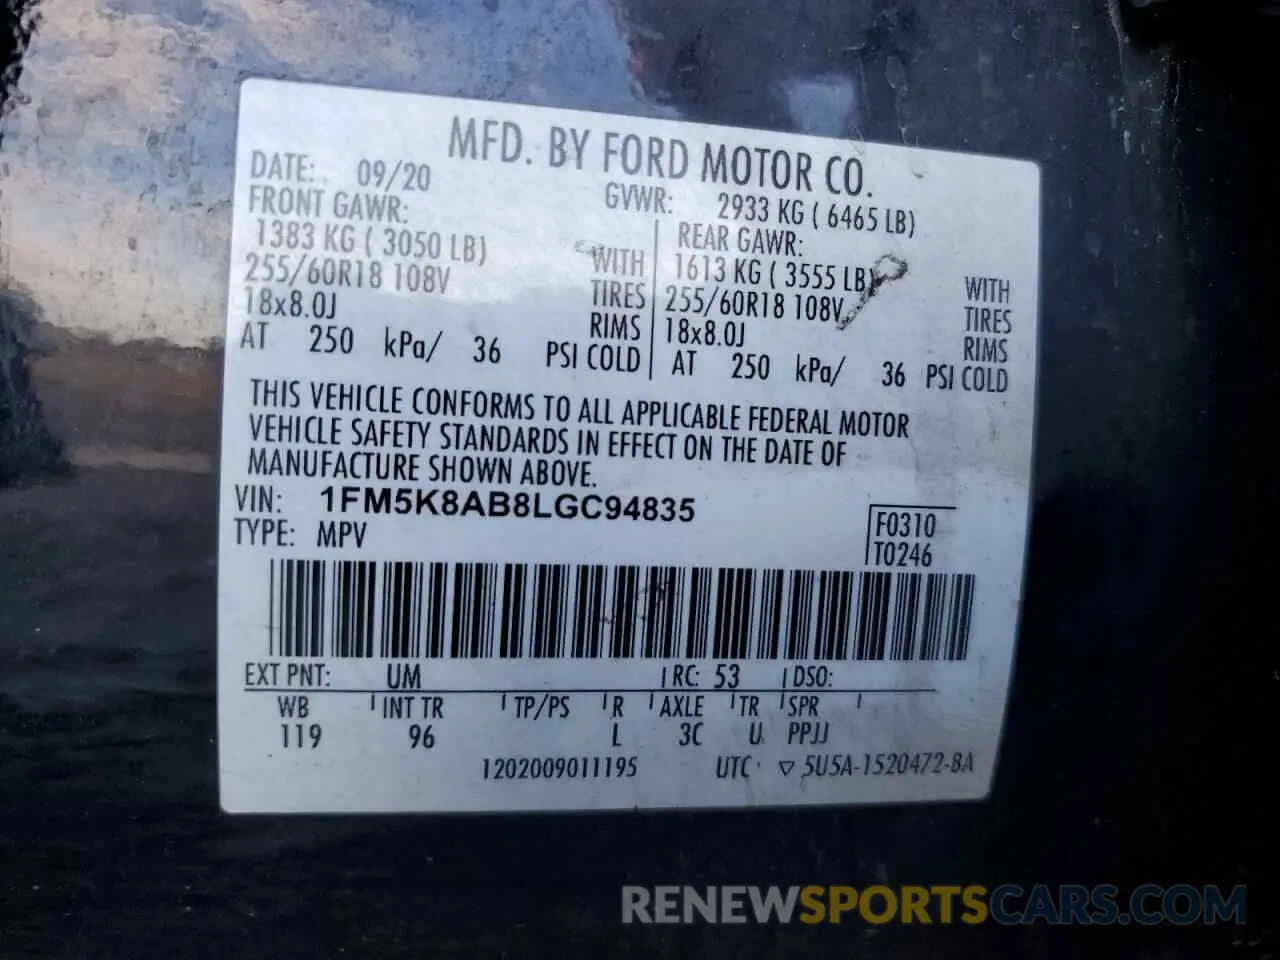 MFD. BY FORD MOTOR CO.
DATE: 09/20 GVWR: 2933 KG ( 6465 LB)
FRONT GAWR: REAR GAWR:
1383 KG ( 3050 LB) WITH 1613 KG ( 3555 LB) WITH
255/60R18 108V TIRES 255/60R18 108V TIRES
18x8.0J RIMS 18x8.0J RIMS
AT 250 kPa/ 36 PSI COLD AT 250 kPa/ 36 PSI COLD
THIS VEHICLE CONFORMS TO ALL APPLICABLE FEDERAL MOTOR
VEHICLE SAFETY STANDARDS IN EFFECT ON THE DATE OF
MANUFACTURE SHOWN ABOVE.
VIN: 1FM5K8AB8LGC94835
TYPE: MPV
F0310
T0246
EXT PNT: UM RC: 53 DSO:
WB INT TR TP/PS R AXLE TR SPR
119 96 L 3C U PPJJ
1202009011195 UTC ▽ 5U5A-1520472-8A
RENEWSPORTSCARS.COM